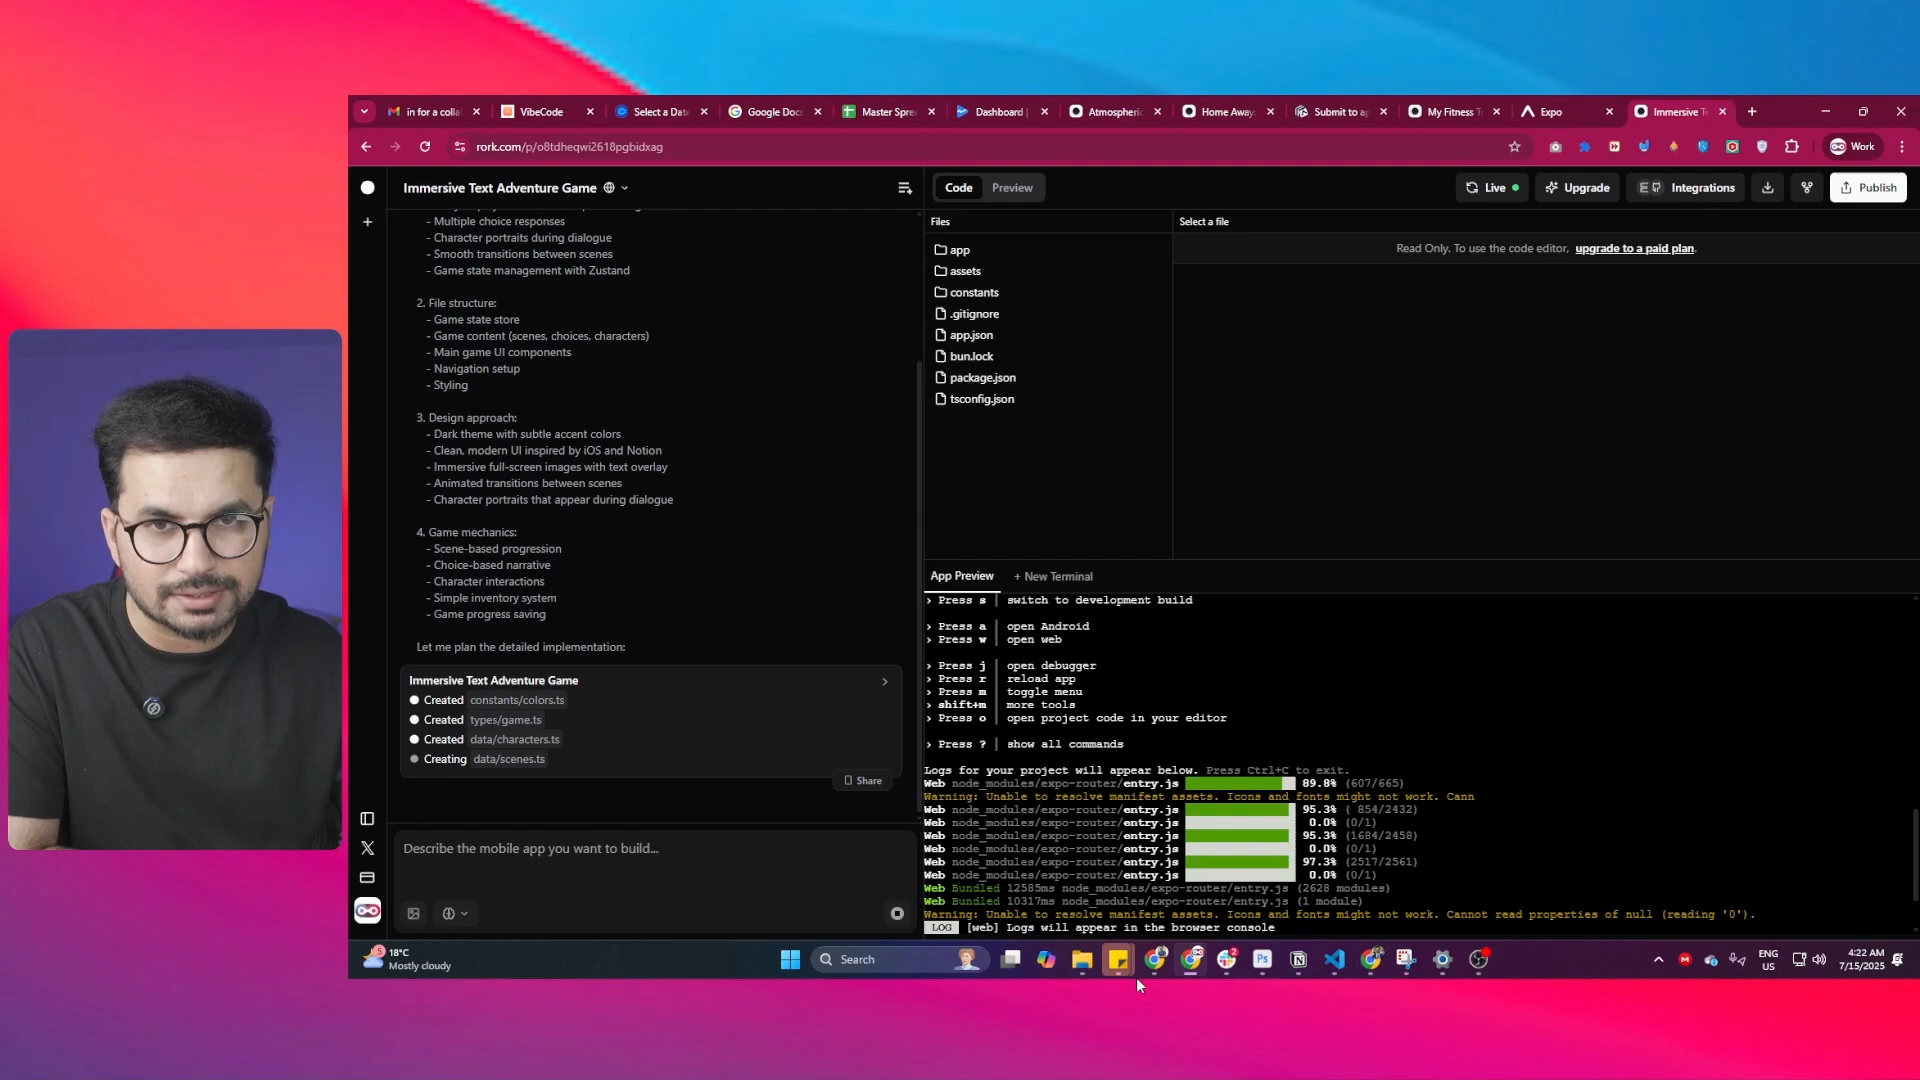 in for a colla
VibeCode
Select a Date
Google Docs
Master Spre
Dashboard |
Atmospheric
Home Away
Submit to ap
My Fitness T
Expo
Immersive Te
rork.com/p/o8tdheqwi2618pgbidxag
Work
Immersive Text Adventure Game
Code
Preview
Live
Upgrade
Integrations
Publish
- Multiple choice responses
- Character portraits during dialogue
- Smooth transitions between scenes
- Game state management with Zustand
2. File structure:
- Game state store
- Game content (scenes, choices, characters)
- Main game UI components
- Navigation setup
- Styling
3. Design approach:
- Dark theme with subtle accent colors
- Clean, modern UI inspired by iOS and Notion
- Immersive full-screen images with text overlay
- Animated transitions between scenes
- Character portraits that appear during dialogue
4. Game mechanics:
- Scene-based progression
- Choice-based narrative
- Character interactions
- Simple inventory system
- Game progress saving
Let me plan the detailed implementation:
Immersive Text Adventure Game
Created constants/colors.ts
Created types/game.ts
Created data/characters.ts
Creating data/scenes.ts
Share
Describe the mobile app you want to build...
Files
app
assets
constants
.gitignore
app.json
bun.lock
package.json
tsconfig.json
Select a file
Read Only. To use the code editor, upgrade to a paid plan.
App Preview
+ New Terminal
› Press s │ switch to development build
› Press a │ open Android
› Press w │ open web
› Press j │ open debugger
› Press r │ reload app
› Press m │ toggle menu
› shift+m │ more tools
› Press o │ open project code in your editor
› Press ? │ show all commands
Logs for your project will appear below. Press Ctrl+C to exit.
Web node_modules/expo-router/entry.js 89.8% (607/665)
Warning: Unable to resolve manifest assets. Icons and fonts might not work. Cann
Web node_modules/expo-router/entry.js 95.3% ( 854/2432)
Web node_modules/expo-router/entry.js 0.0% (0/1)
Web node_modules/expo-router/entry.js 95.3% (1684/2458)
Web node_modules/expo-router/entry.js 0.0% (0/1)
Web node_modules/expo-router/entry.js 97.3% (2517/2561)
Web node_modules/expo-router/entry.js 0.0% (0/1)
Web Bundled 12585ms node_modules/expo-router/entry.js (2628 modules)
Web Bundled 10317ms node_modules/expo-router/entry.js (1 module)
Warning: Unable to resolve manifest assets. Icons and fonts might not work. Cannot read properties of null (reading '0').
LOG [web] Logs will appear in the browser console
5
18°C
Mostly cloudy
Search
2
Ps
ENG
US
4:22 AM
7/15/2025